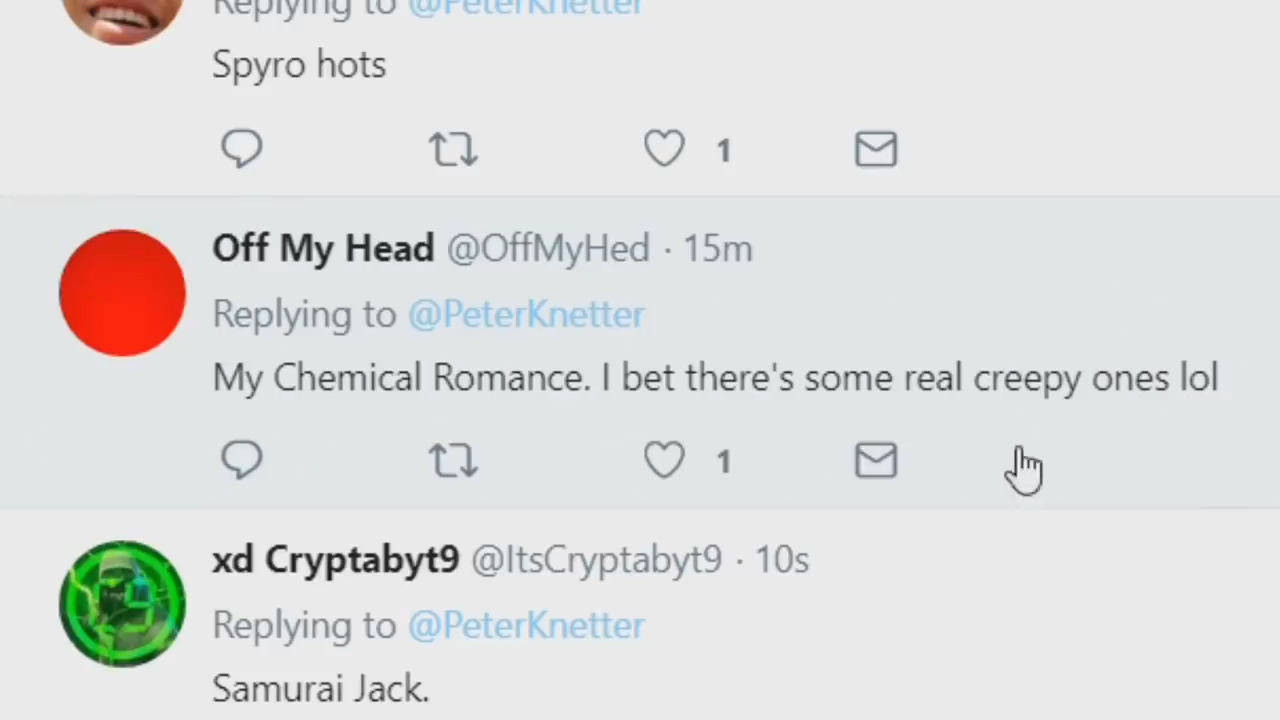 Replying to @PeterKnetter
Spyro hots
1
Off My Head @OffMyHed · 15m
Replying to @PeterKnetter
My Chemical Romance. I bet there's some real creepy ones lol
1
xd Cryptabyt9 @ItsCryptabyt9 · 10s
Replying to @PeterKnetter
Samurai Jack.